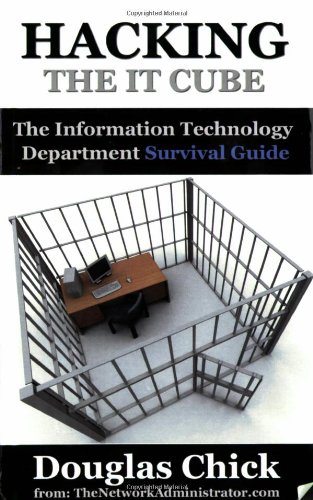 HACKING
THE IT CUBE
The Information Technology
Department Survival Guide
Douglas Chick
from: TheNetworkAdministrator.com